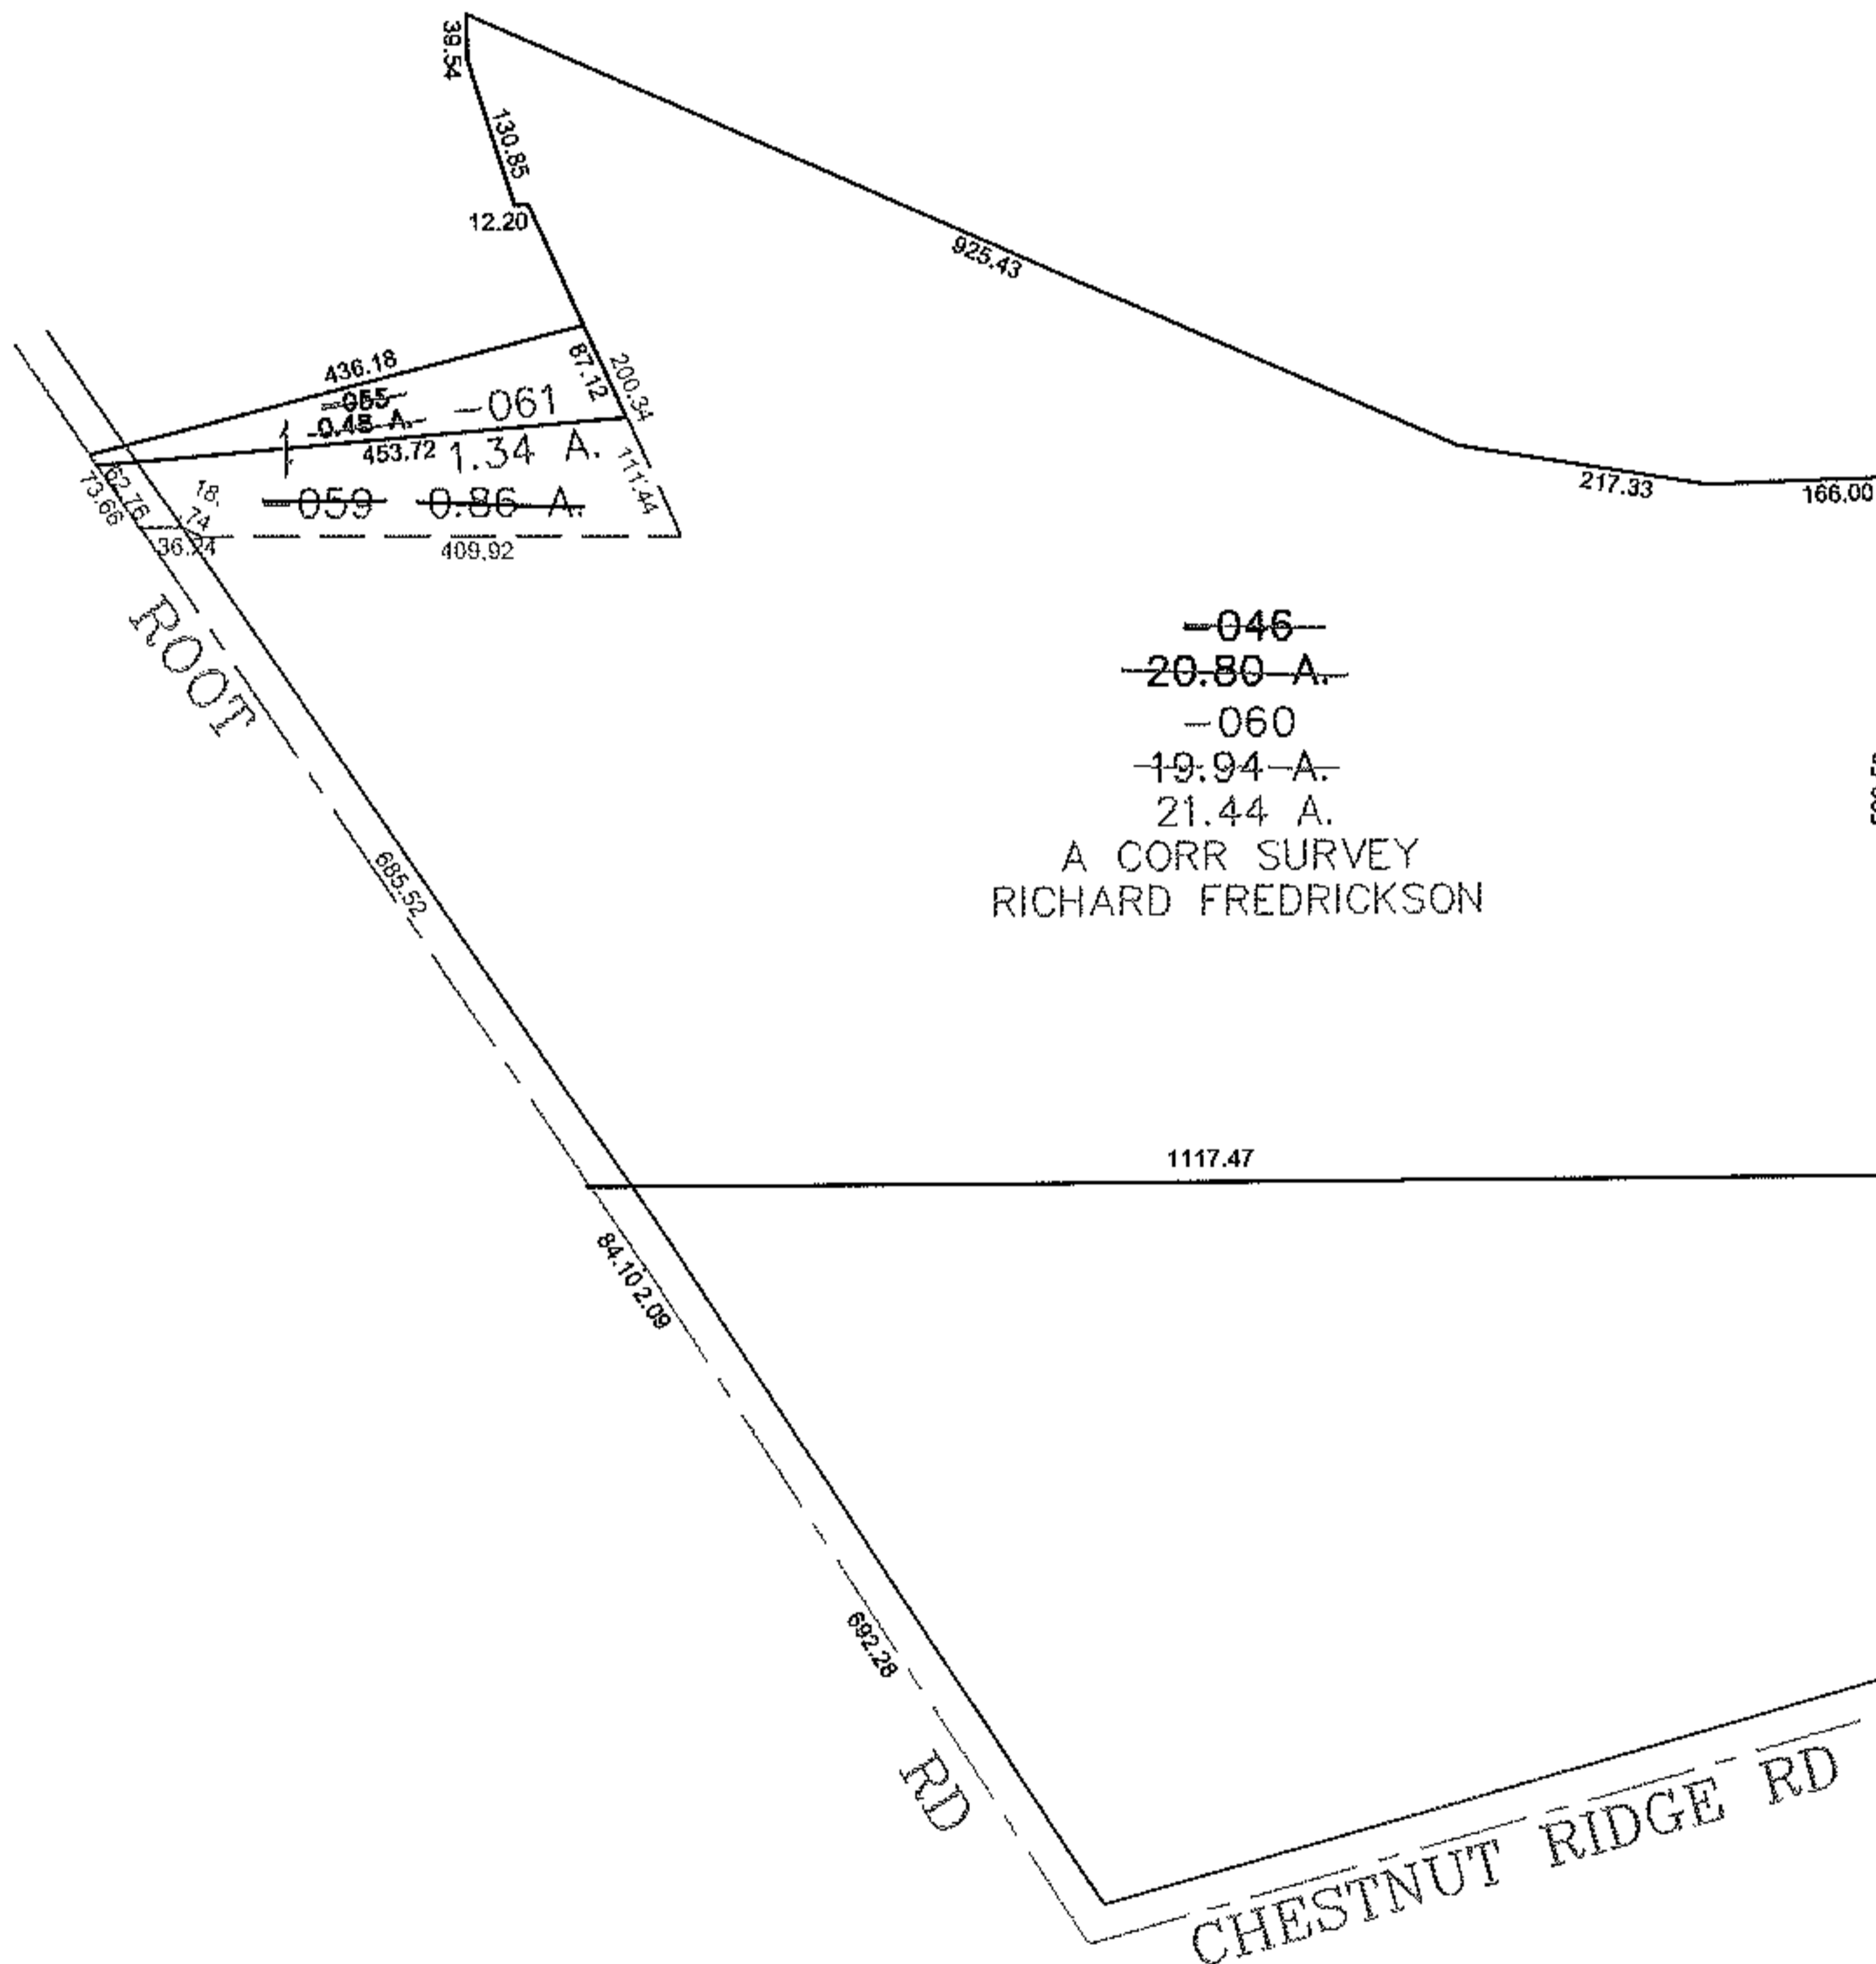 39.54
130.85
12.20
925.43
217.33
166.00
436.18
87.12
200.34
-055
0.48 A.
-061
453.72
1.34 A.
111.44
62.76
73.66
18.
74
-059 0.86 A.
36.24
409.92
ROOT
-046
20.80 A.
-060
19.94 A.
21.44 A.
A CORR SURVEY
RICHARD FREDRICKSON
685.52
1117.47
84.10
2.09
692.28
RD
CHESTNUT RIDGE RD